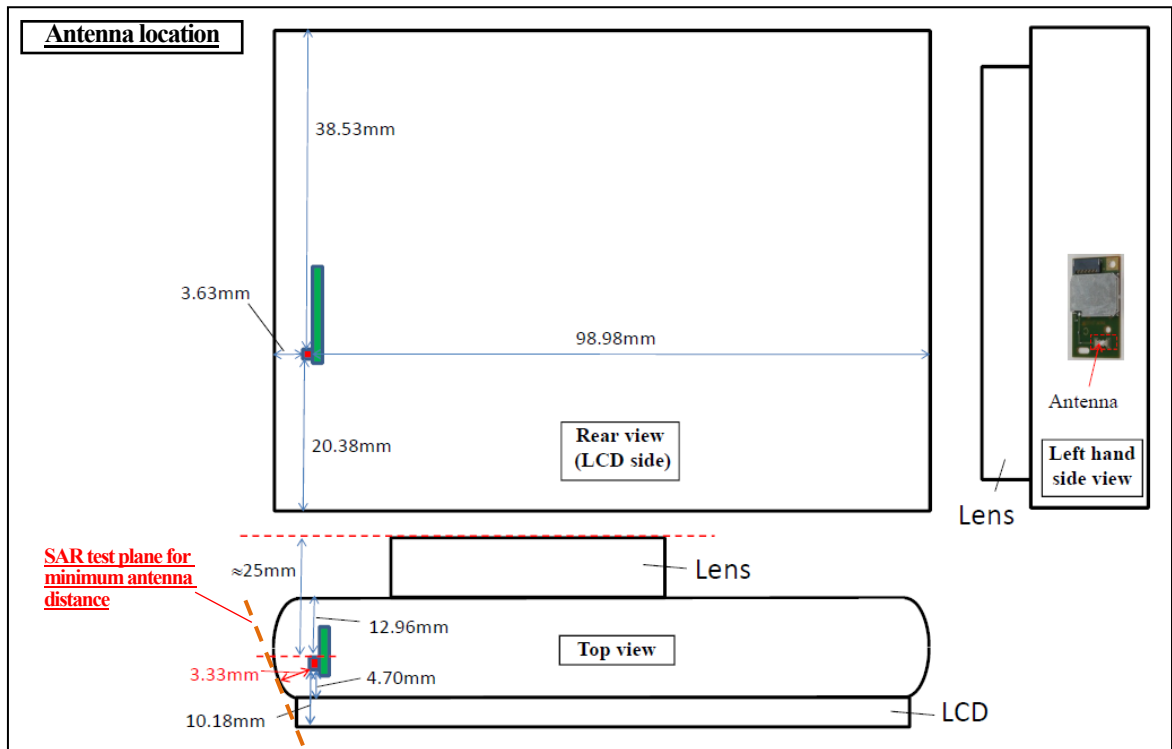 Antenna location
38.53mm
3.63mm
98.98mm
20.38mm
Rear view
(LCD side)
Antenna
Left hand
side view
Lens
SAR test plane for
minimum antenna
distance
≈25mm
Lens
12.96mm
Top view
3.33mm
4.70mm
10.18mm
LCD